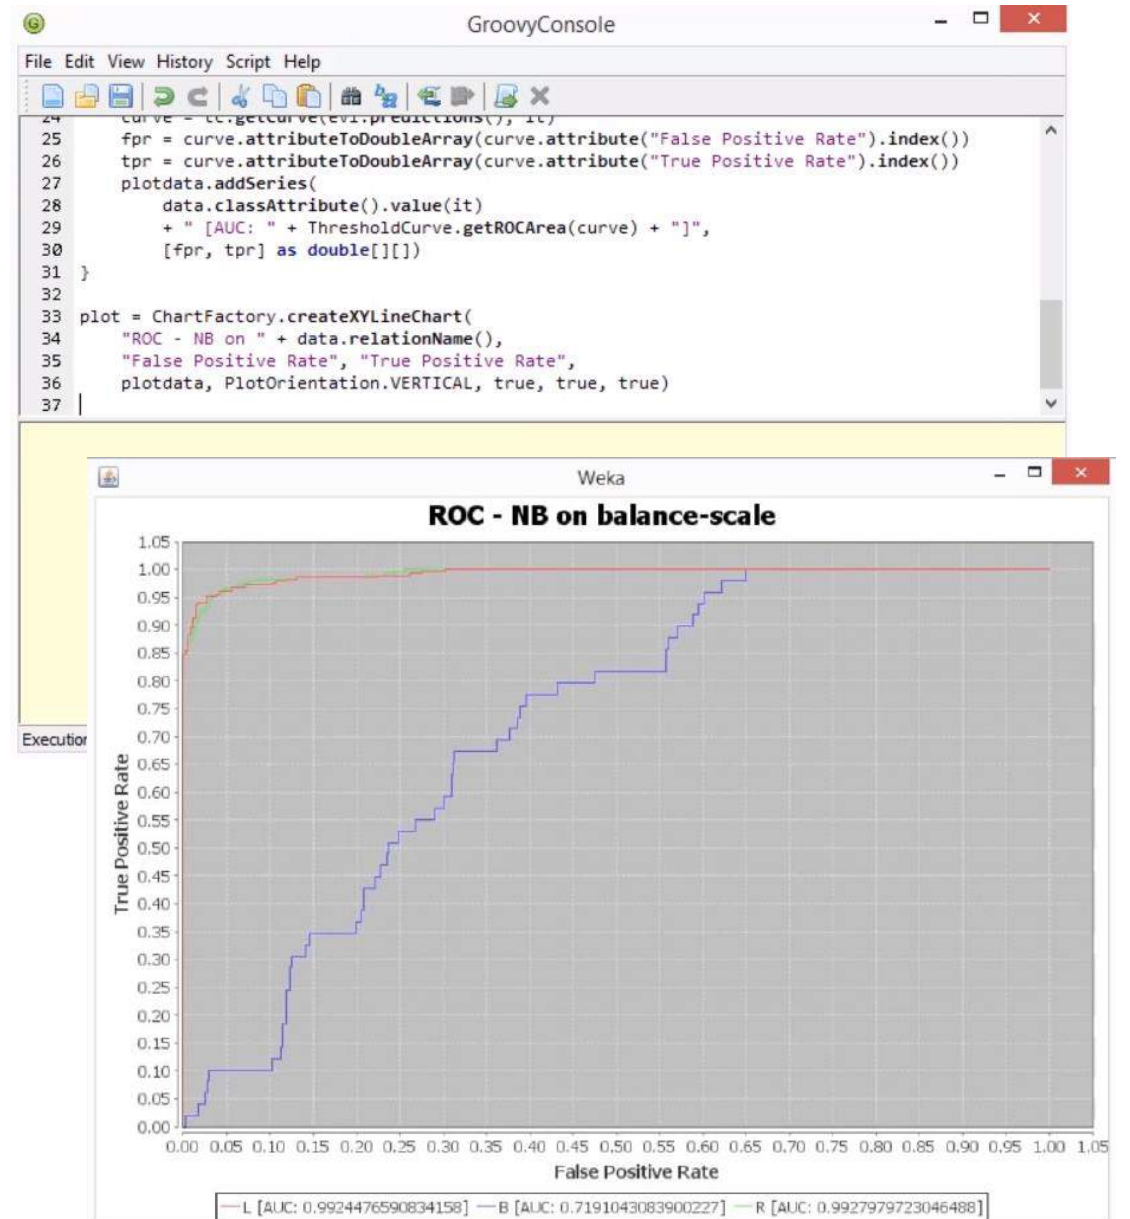 GroovyConsole
File Edit View History Script Help
24 curve = tc.getCurve(evl.predictions(), it)
25 fpr = curve.attributeToDoubleArray(curve.attribute("False Positive Rate").index())
26 tpr = curve.attributeToDoubleArray(curve.attribute("True Positive Rate").index())
27 plotdata.addSeries(
28 data.classAttribute().value(it)
29 + " [AUC: " + ThresholdCurve.getROCArea(curve) + "]",
30 [fpr, tpr] as double[][])
31 }
32
33 plot = ChartFactory.createXYLineChart(
34 "ROC - NB on " + data.relationName(),
35 "False Positive Rate", "True Positive Rate",
36 plotdata, PlotOrientation.VERTICAL, true, true, true)
37
Execution
Weka
ROC - NB on balance-scale
1.05
1.00
0.95
0.90
0.85
0.80
0.75
0.70
0.65
0.60
0.55
0.50
0.45
0.40
0.35
0.30
0.25
0.20
0.15
0.10
0.05
0.00
True Positive Rate
0.00 0.05 0.10 0.15 0.20 0.25 0.30 0.35 0.40 0.45 0.50 0.55 0.60 0.65 0.70 0.75 0.80 0.85 0.90 0.95 1.00 1.05
False Positive Rate
L [AUC: 0.9924476590834158] B [AUC: 0.7191043083900227] R [AUC: 0.9927979723046488]